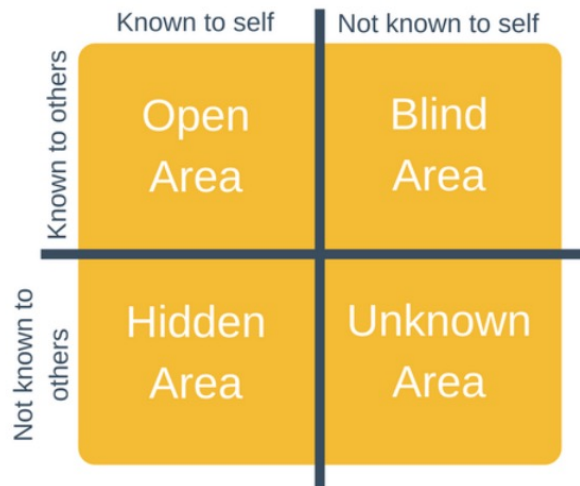 Known to self
Not known to self
Known to others
Open
Area
Blind
Area
Not known to
others
Hidden
Area
Unknown
Area